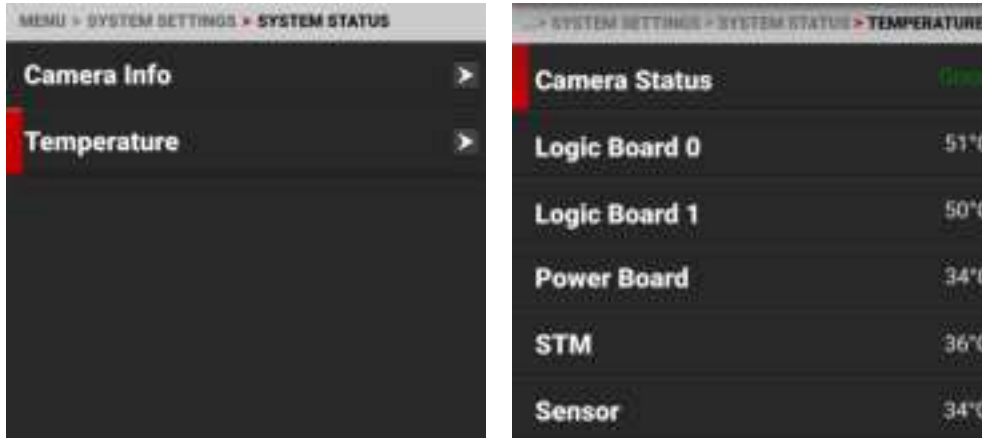 MENU > SYSTEM SETTINGS > SYSTEM STATUS
Camera Info
Temperature
...> SYSTEM SETTINGS > SYSTEM STATUS > TEMPERATURE
Camera Status Good
Logic Board 0 51°C
Logic Board 1 50°C
Power Board 34°C
STM 36°C
Sensor 34°C